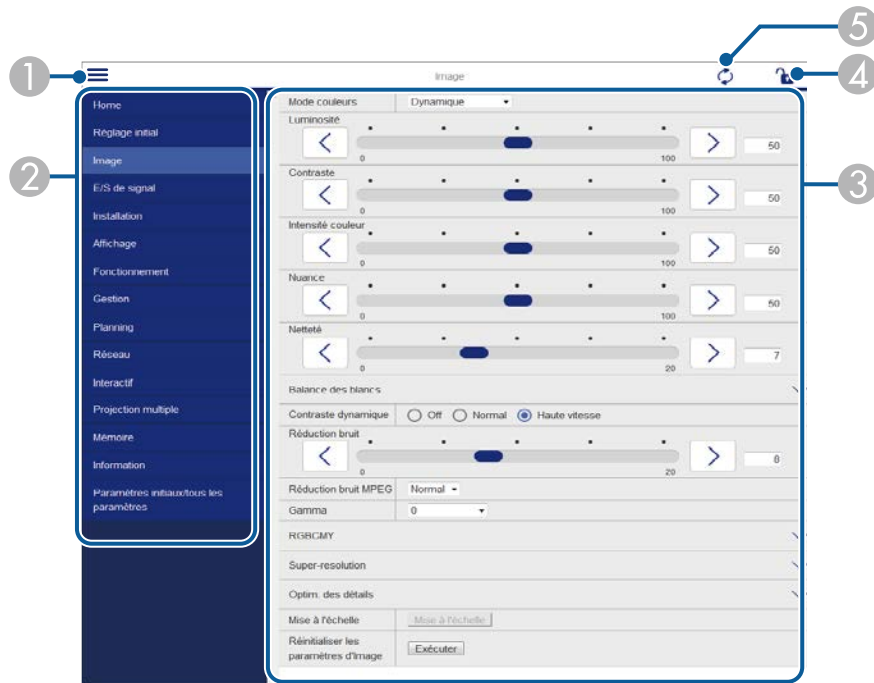 5
1
Image
4
Home
Réglage initial
Image
E/S de signal
Installation
Affichage
Fonctionnement
Gestion
Planning
Réseau
Interactif
Projection multiple
Mémoire
Information
Paramètres initiaux/tous les
paramètres
2
3
Mode couleurs Dynamique
Luminosité
0 100 50
Contraste
0 100 50
Intensité couleur
0 100 50
Nuance
0 100 50
Netteté
0 20 7
Balance des blancs
Contraste dynamique Off Normal Haute vitesse
Réduction bruit
0 20 8
Réduction bruit MPEG Normal
Gamma 0
RGBCMY
Super-resolution
Optim. des détails
Mise à l'échelle Mise à l'échelle
Réinitialiser les
paramètres d'Image Exécuter